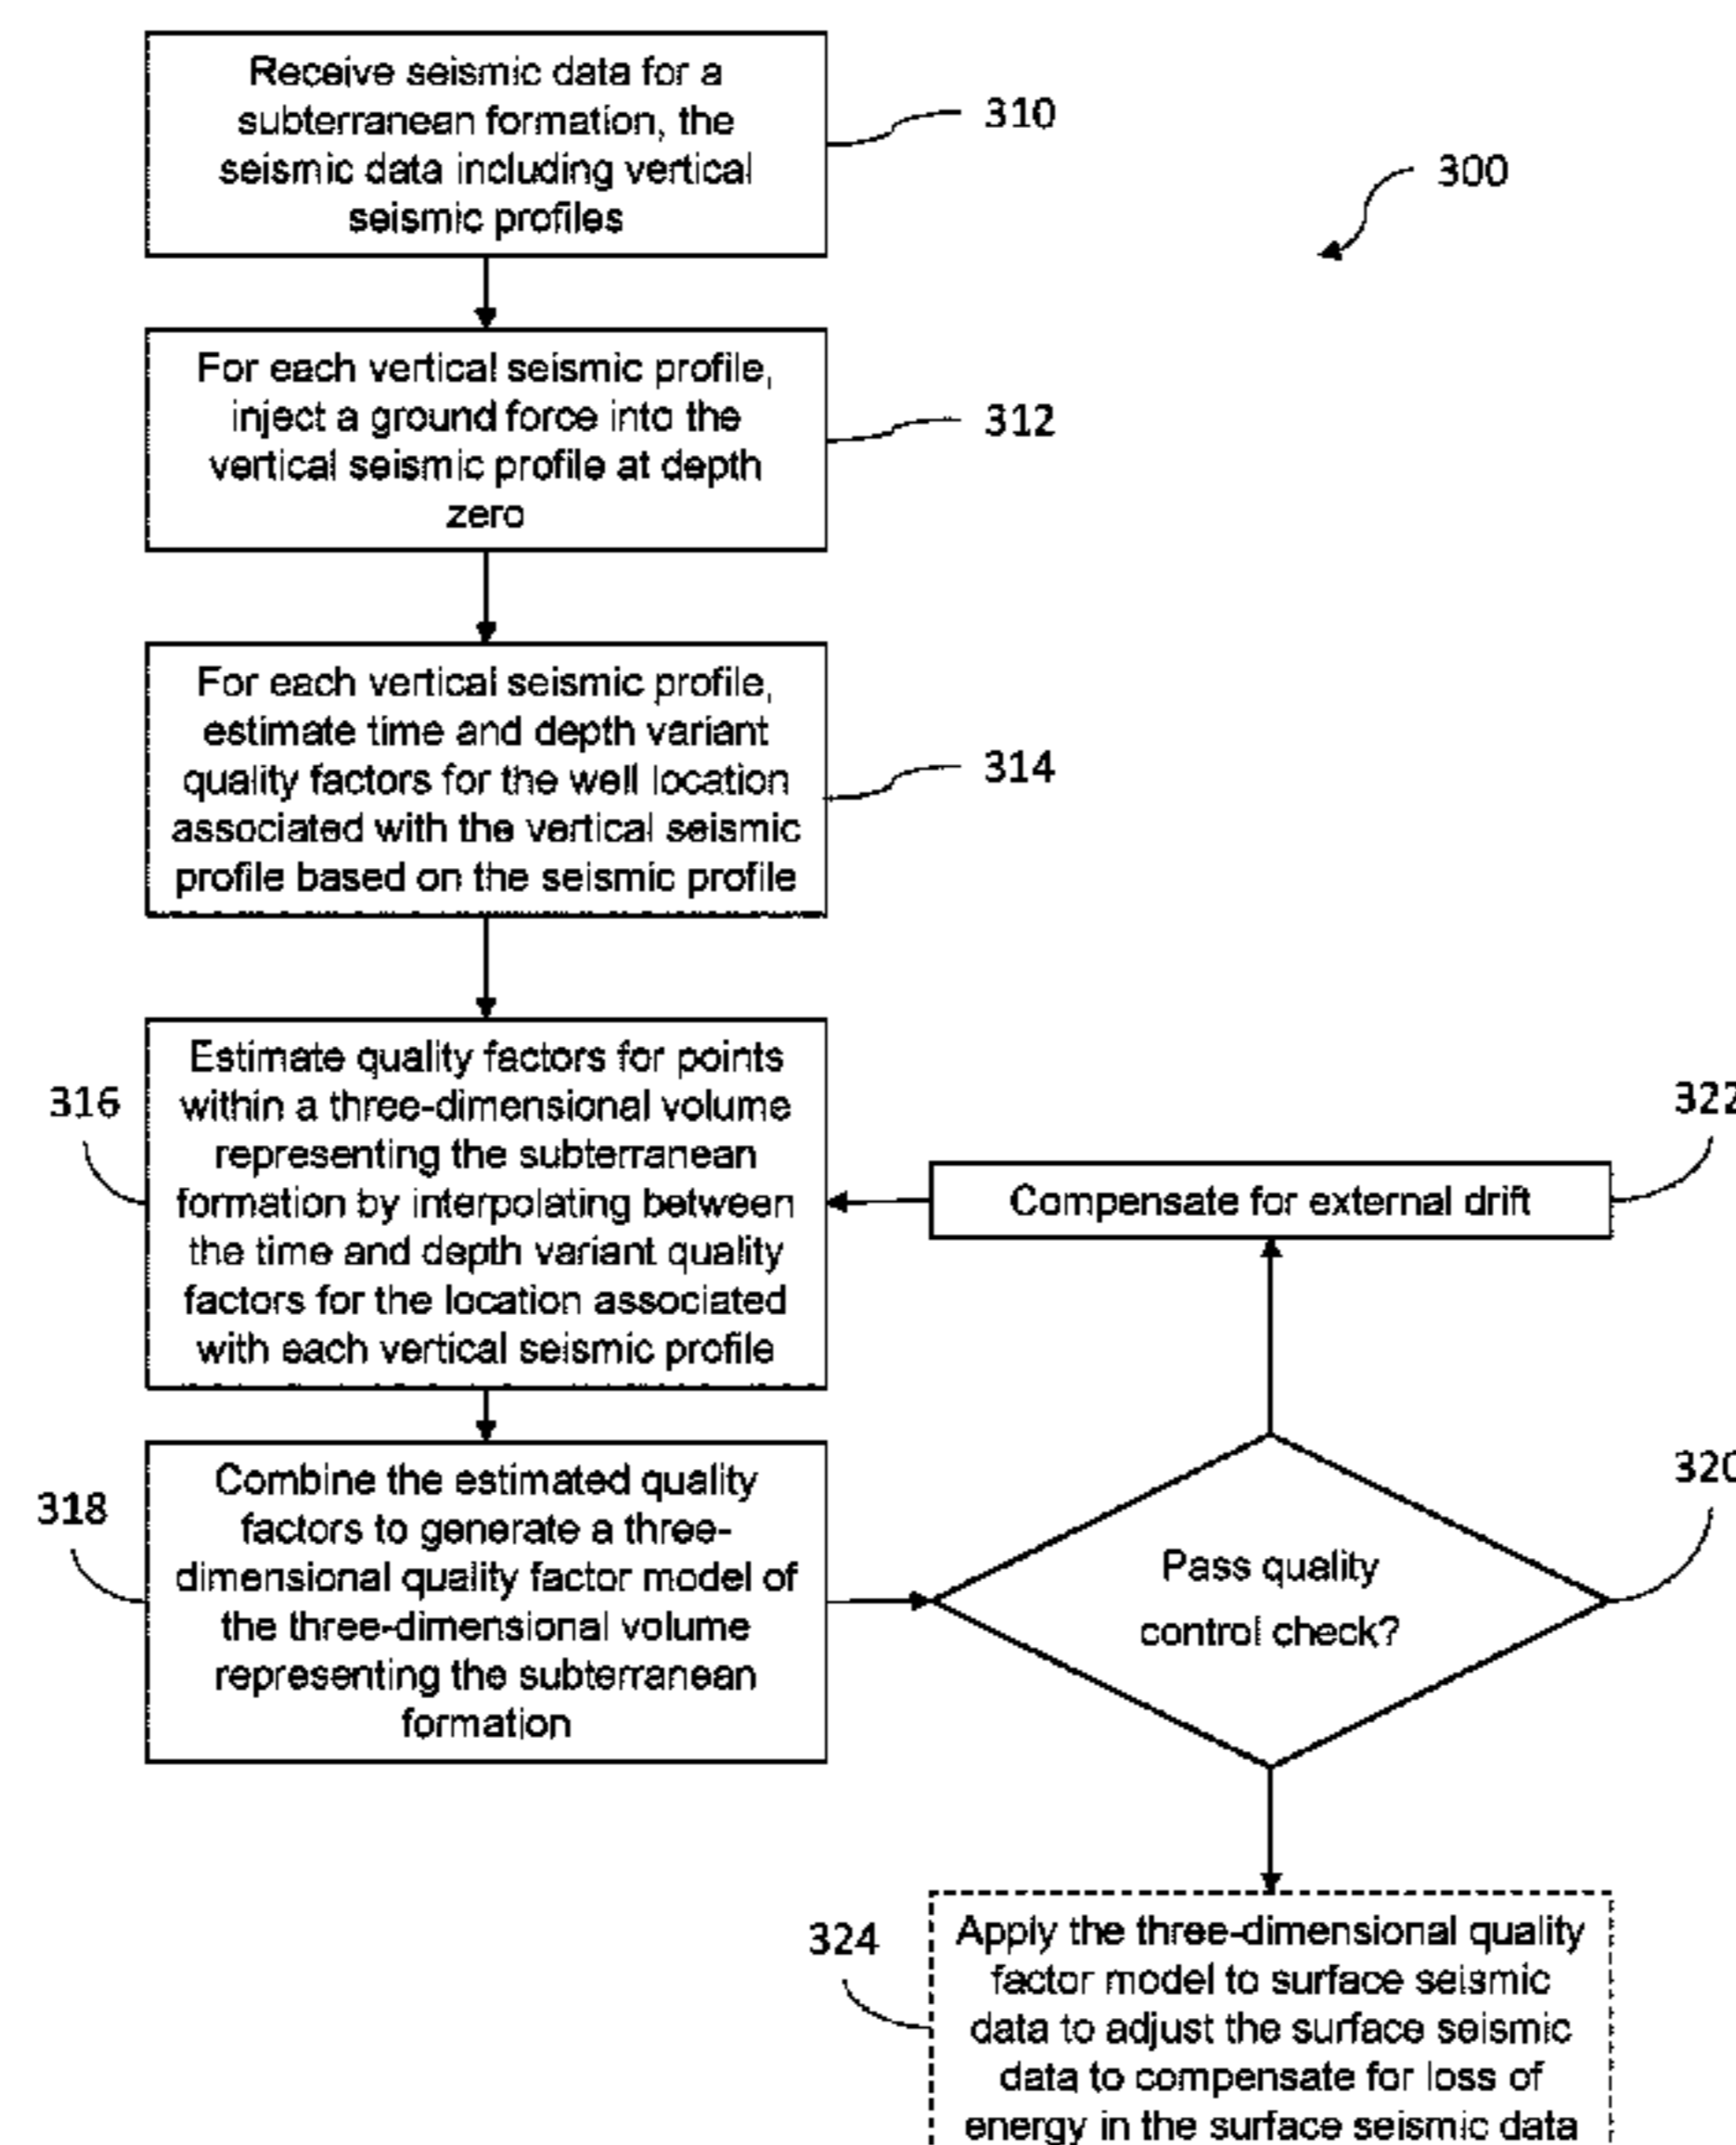 Receive seismic data for a
subterranean formation, the
seismic data including vertical
seismic profiles
310
300
For each vertical seismic profile,
inject a ground force into the
vertical seismic profile at depth
zero
312
For each vertical seismic profile,
estimate time and depth variant
quality factors for the well location
associated with the vertical seismic
profile based on the seismic profile
314
Estimate quality factors for points
within a three-dimensional volume
representing the subterranean
formation by interpolating between
the time and depth variant quality
factors for the location associated
with each vertical seismic profile
316
322
Compensate for external drift
Combine the estimated quality
factors to generate a three-
dimensional quality factor model of
the three-dimensional volume
representing the subterranean
formation
318
320
Pass quality
control check?
324
Apply the three-dimensional quality
factor model to surface seismic
data to adjust the surface seismic
data to compensate for loss of
energy in the surface seismic data